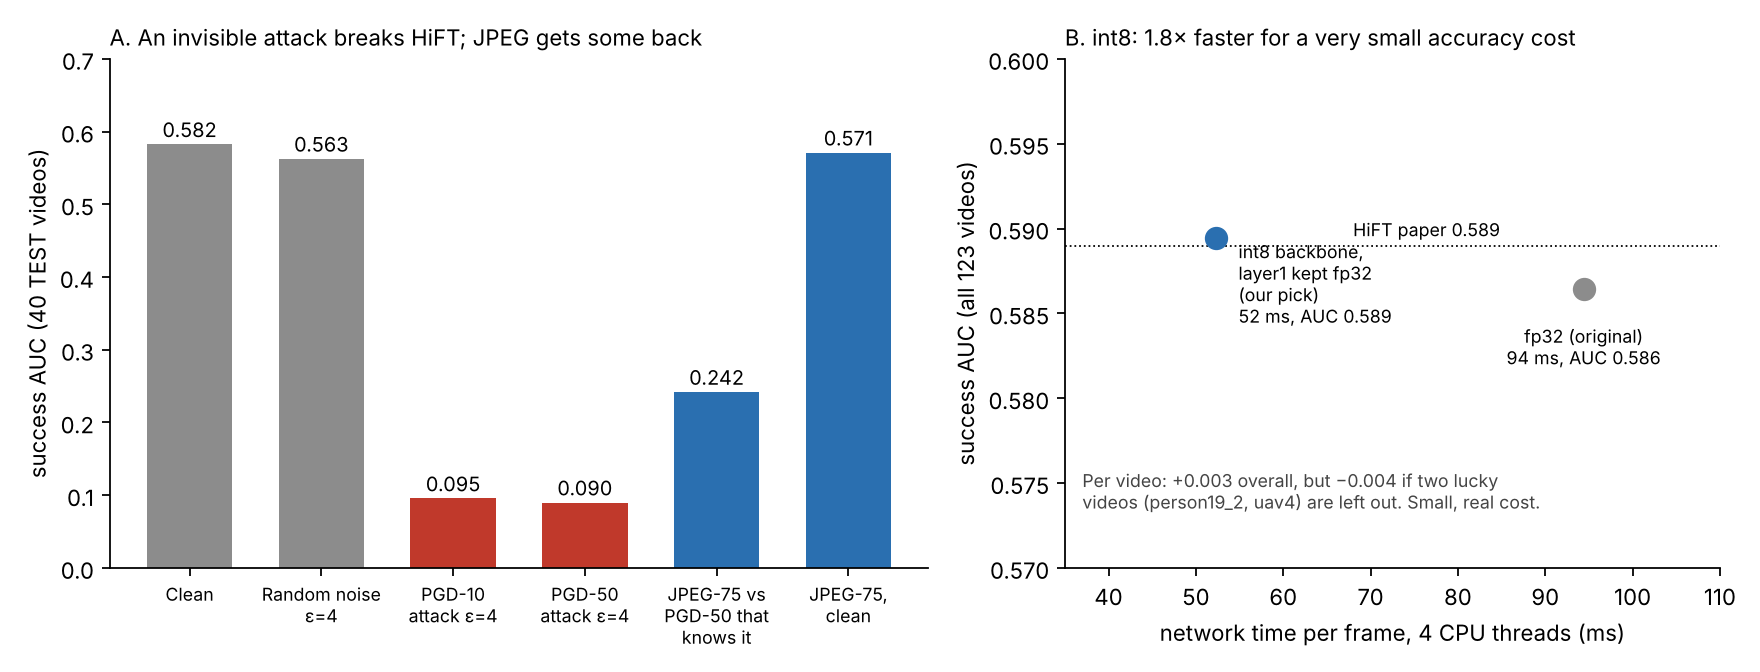 A. An invisible attack breaks HiFT; JPEG gets some back
success AUC (40 TEST videos)
0.7
0.6
0.5
0.4
0.3
0.2
0.1
0.0
0.582
0.563
0.095
0.090
0.242
0.571
Clean
Random noise
ε=4
PGD-10
attack ε=4
PGD-50
attack ε=4
JPEG-75 vs
PGD-50 that
knows it
JPEG-75,
clean
B. int8: 1.8× faster for a very small accuracy cost
success AUC (all 123 videos)
0.600
0.595
0.590
0.585
0.580
0.575
0.570
HiFT paper 0.589
int8 backbone,
layer1 kept fp32
(our pick)
52 ms, AUC 0.589
fp32 (original)
94 ms, AUC 0.586
Per video: +0.003 overall, but −0.004 if two lucky
videos (person19_2, uav4) are left out. Small, real cost.
40
50
60
70
80
90
100
110
network time per frame, 4 CPU threads (ms)